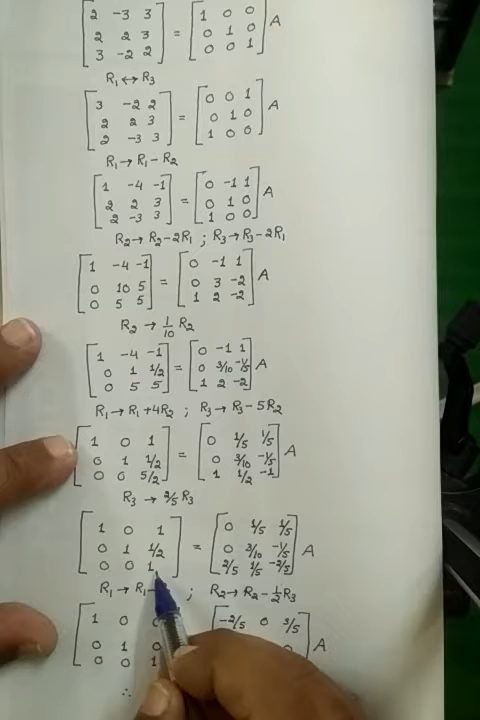 [2 -3 3; 2 2 3; 3 -2 2] = [1 0 0; 0 1 0; 0 0 1] A
R₁ ↔ R₃
[3 -2 2; 2 2 3; 2 -3 3] = [0 0 1; 0 1 0; 1 0 0] A
R₁ → R₁ - R₂
[1 -4 -1; 2 2 3; 2 -3 3] = [0 -1 1; 0 1 0; 1 0 0] A
R₂ → R₂ - 2R₁ ; R₃ → R₃ - 2R₁
[1 -4 -1; 0 10 5; 0 5 5] = [0 -1 1; 0 3 -2; 1 2 -2] A
R₂ → 1/10 R₂
[1 -4 -1; 0 1 1/2; 0 5 5] = [0 -1 1; 0 3/10 -1/5; 1 2 -2] A
R₁ → R₁ + 4R₂ ; R₃ → R₃ - 5R₂
[1 0 1; 0 1 1/2; 0 0 5/2] = [0 1/5 1/5; 0 3/10 -1/5; 1 1/2 -1] A
R₃ → 2/5 R₃
[1 0 1; 0 1 1/2; 0 0 1] = [0 1/5 1/5; 0 3/10 -1/5; 2/5 1/5 -2/5] A
R₁ → R₁ - ; R₂ → R₂ - 1/2 R₃
[1 0; 0 1 0; 0 0 1 [-2/5 0 3/5; 0] A
∴